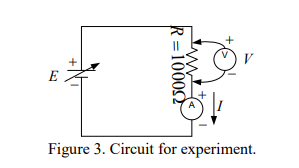 +
E
−
R = 1000Ω
+
V
−
V
+
A
−
I
Figure 3. Circuit for experiment.